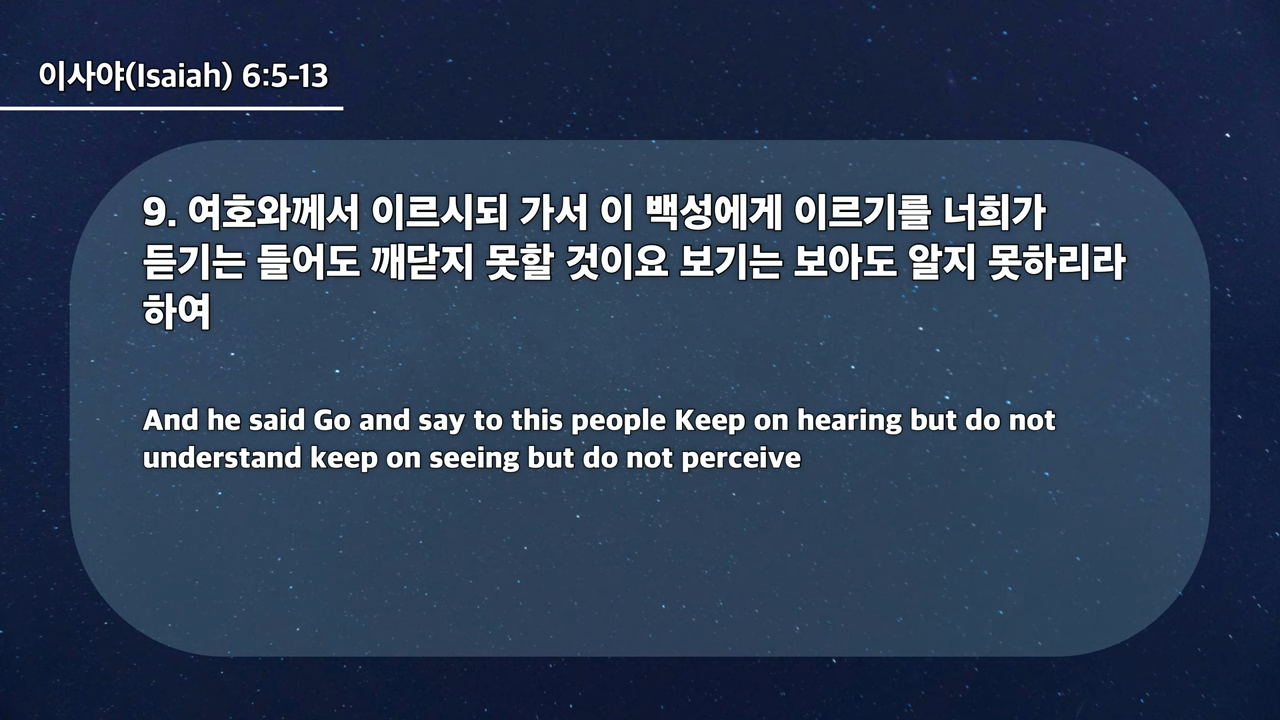 이사야(Isaiah) 6:5-13
9. 여호와께서 이르시되 가서 이 백성에게 이르기를 너희가
듣기는 들어도 깨닫지 못할 것이요 보기는 보아도 알지 못하리라
하여
And he said Go and say to this people Keep on hearing but do not
understand keep on seeing but do not perceive